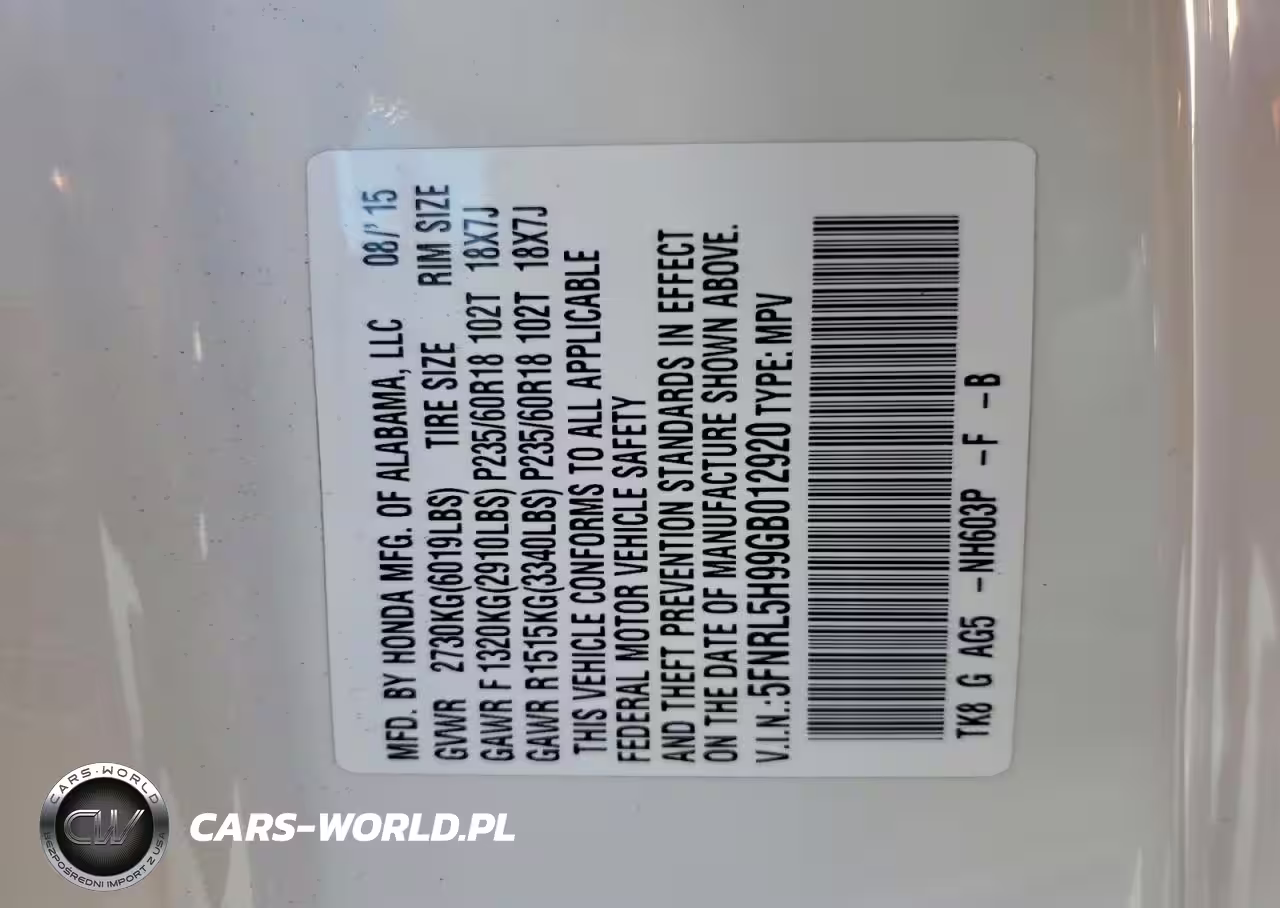 MFD. BY HONDA MFG. OF ALABAMA, LLC 08/' 15
GVWR 2730KG(6019LBS) TIRE SIZE RIM SIZE
GAWR F 1320KG(2910LBS) P235/60R18 102T 18X7J
GAWR R1515KG(3340LBS) P235/60R18 102T 18X7J
THIS VEHICLE CONFORMS TO ALL APPLICABLE
FEDERAL MOTOR VEHICLE SAFETY
AND THEFT PREVENTION STANDARDS IN EFFECT
ON THE DATE OF MANUFACTURE SHOWN ABOVE.
V.I.N.:5FNRL5H99GB012920 TYPE: MPV
TK8 G AG5 -NH603P -F -B
CARS-WORLD
CW
BEZPOŚREDNI IMPORT Z USA
CARS-WORLD.PL